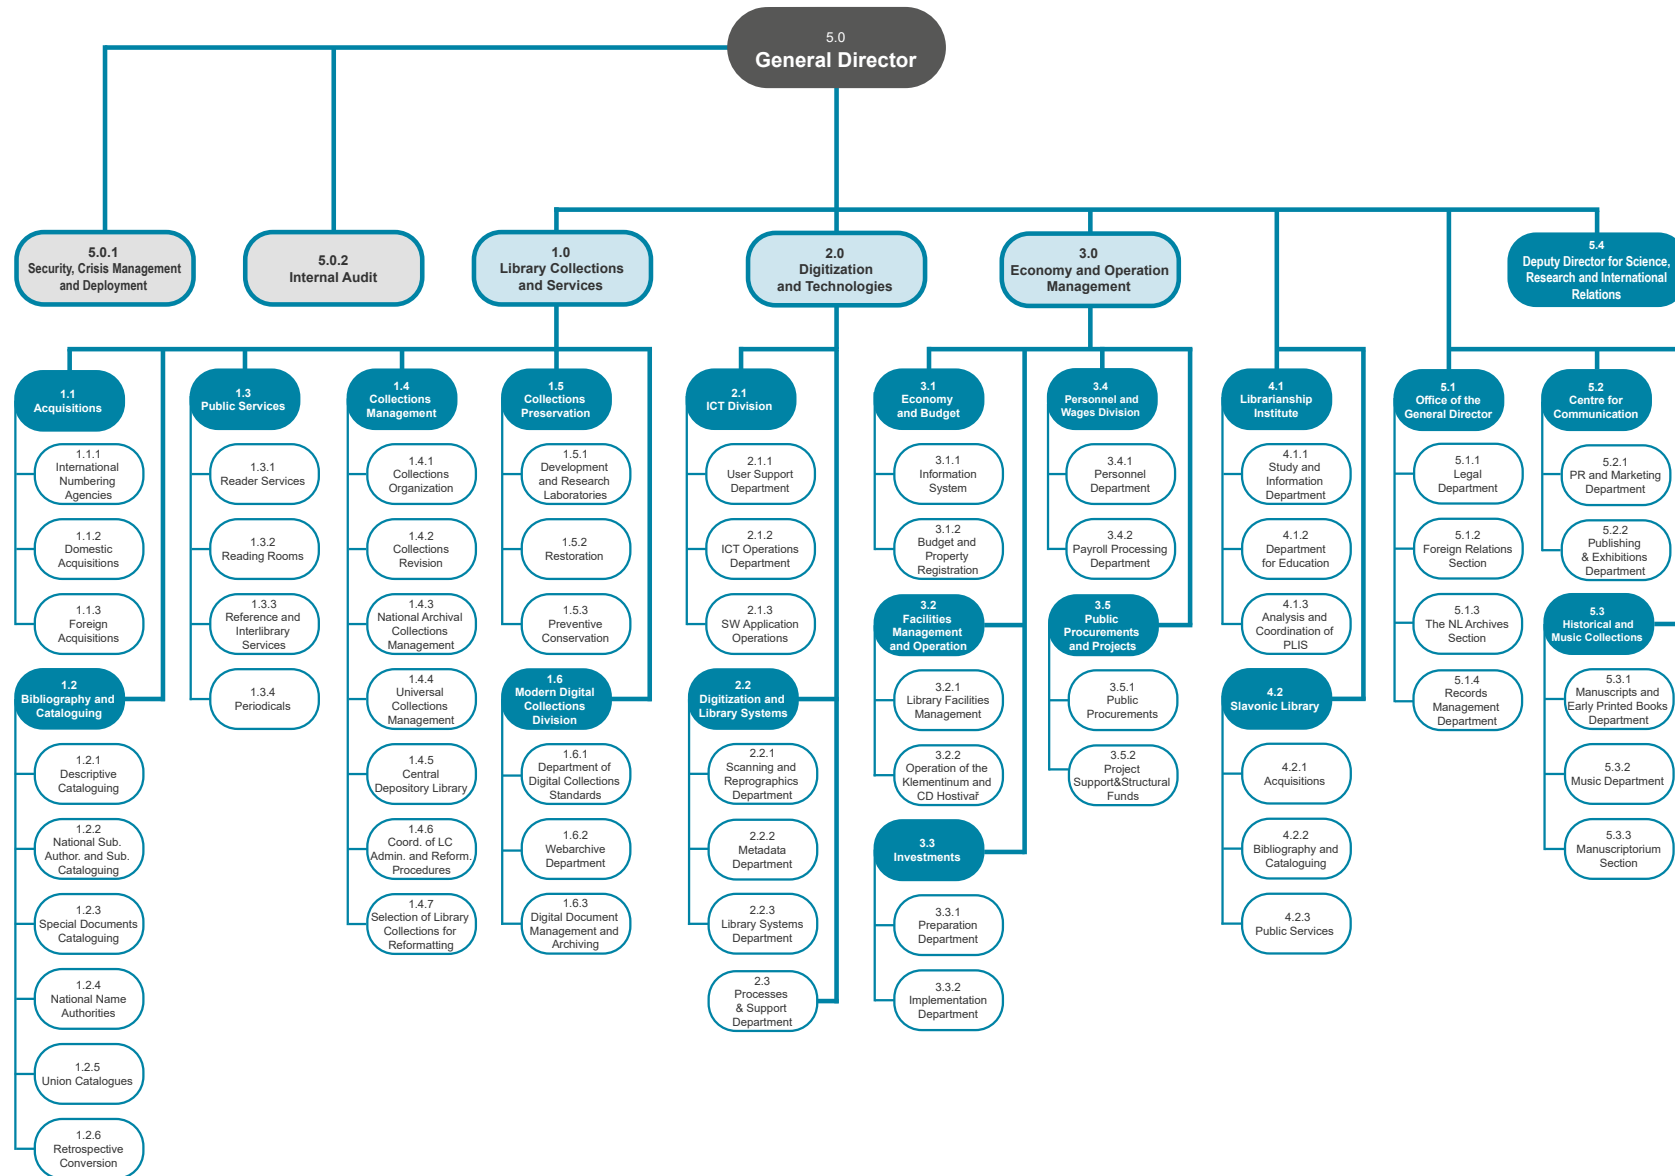 5.0
General Director
5.0.1
Security, Crisis Management
and Deployment
5.0.2
Internal Audit
1.0
Library Collections
and Services
2.0
Digitization
and Technologies
3.0
Economy and Operation
Management
5.4
Deputy Director for Science,
Research and International
Relations
1.1
Acquisitions
1.1.1
International
Numbering
Agencies
1.1.2
Domestic
Acquisitions
1.1.3
Foreign
Acquisitions
1.2
Bibliography and
Cataloguing
1.2.1
Descriptive
Cataloguing
1.2.2
National Sub.
Author. and Sub.
Cataloguing
1.2.3
Special Documents
Cataloguing
1.2.4
National Name
Authorities
1.2.5
Union Catalogues
1.2.6
Retrospective
Conversion
1.3
Public Services
1.3.1
Reader Services
1.3.2
Reading Rooms
1.3.3
Reference and
Interlibrary
Services
1.3.4
Periodicals
1.4
Collections
Management
1.4.1
Collections
Organization
1.4.2
Collections
Revision
1.4.3
National Archival
Collections
Management
1.4.4
Universal
Collections
Management
1.4.5
Central
Depository Library
1.4.6
Coord. of LC
Admin. and Reform.
Procedures
1.4.7
Selection of Library
Collections for
Reformatting
1.5
Collections
Preservation
1.5.1
Development
and Research
Laboratories
1.5.2
Restoration
1.5.3
Preventive
Conservation
1.6
Modern Digital
Collections
Division
1.6.1
Department of
Digital Collections
Standards
1.6.2
Webarchive
Department
1.6.3
Digital Document
Management and
Archiving
2.1
ICT Division
2.1.1
User Support
Department
2.1.2
ICT Operations
Department
2.1.3
SW Application
Operations
2.2
Digitization and
Library Systems
2.2.1
Scanning and
Reprographics
Department
2.2.2
Metadata
Department
2.2.3
Library Systems
Department
2.3
Processes
& Support
Department
3.1
Economy
and Budget
3.1.1
Information
System
3.1.2
Budget and
Property
Registration
3.2
Facilities
Management
and Operation
3.2.1
Library Facilities
Management
3.2.2
Operation of the
Klementinum and
CD Hostivař
3.3
Investments
3.3.1
Preparation
Department
3.3.2
Implementation
Department
3.4
Personnel and
Wages Division
3.4.1
Personnel
Department
3.4.2
Payroll Processing
Department
3.5
Public
Procurements
and Projects
3.5.1
Public
Procurements
3.5.2
Project
Support&Structural
Funds
4.1
Librarianship
Institute
4.1.1
Study and
Information
Department
4.1.2
Department
for Education
4.1.3
Analysis and
Coordination of
PLIS
4.2
Slavonic Library
4.2.1
Acquisitions
4.2.2
Bibliography and
Cataloguing
4.2.3
Public Services
5.1
Office of the
General Director
5.1.1
Legal
Department
5.1.2
Foreign Relations
Section
5.1.3
The NL Archives
Section
5.1.4
Records
Management
Department
5.2
Centre for
Communication
5.2.1
PR and Marketing
Department
5.2.2
Publishing
& Exhibitions
Department
5.3
Historical and
Music Collections
5.3.1
Manuscripts and
Early Printed Books
Department
5.3.2
Music Department
5.3.3
Manuscriptorium
Section